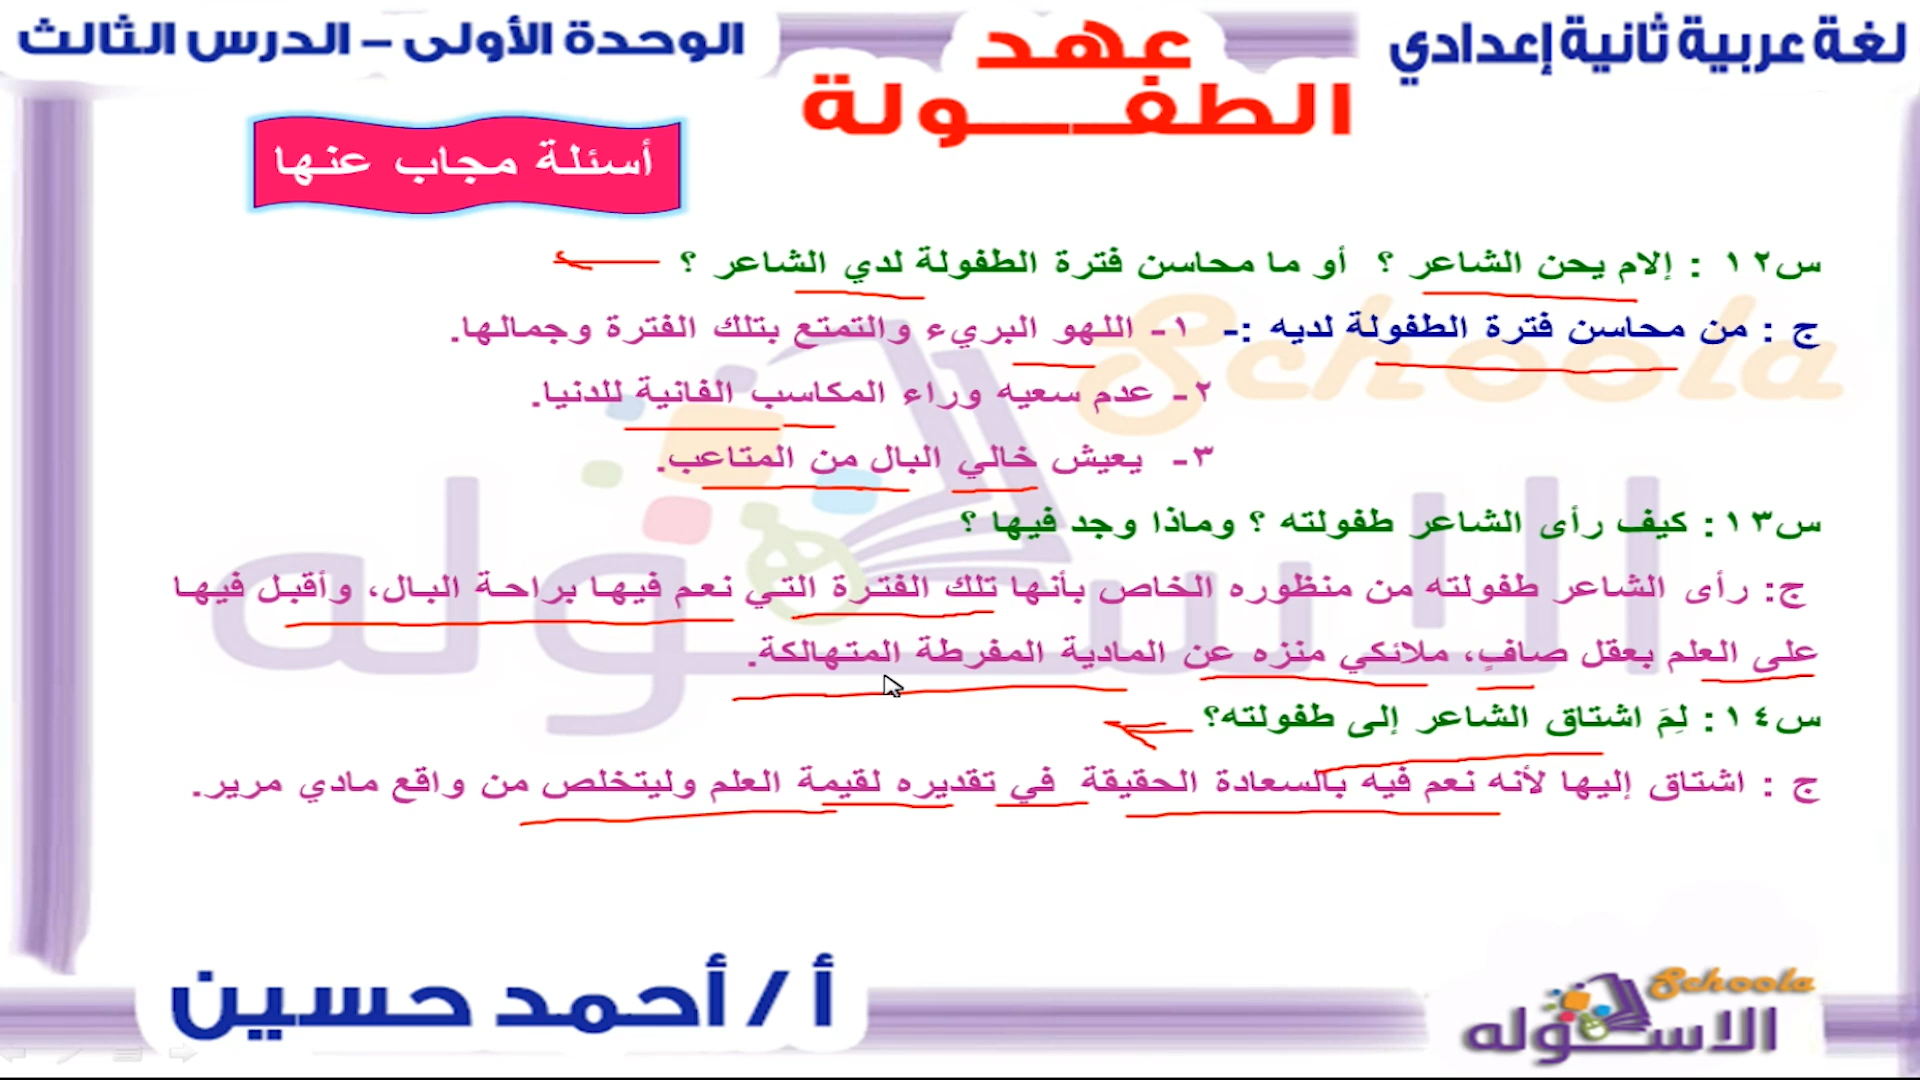 لغة عربية ثانية إعدادي
عهد
الطفـــولة
الوحدة الأولى – الدرس الثالث
أسئلة مجاب عنها
س١٢ : إلام يحن الشاعر ؟ أو ما محاسن فترة الطفولة لدي الشاعر ؟
ج : من محاسن فترة الطفولة لديه :- ١- اللهو البريء والتمتع بتلك الفترة وجمالها.
٢- عدم سعيه وراء المكاسب الفانية للدنيا.
٣- يعيش خالي البال من المتاعب.
س١٣: كيف رأى الشاعر طفولته ؟ وماذا وجد فيها ؟
ج: رأى الشاعر طفولته من منظوره الخاص بأنها تلك الفترة التي نعم فيها براحة البال، وأقبل فيها
على العلم بعقل صافٍ، ملائكي منزه عن المادية المفرطة المتهالكة.
س١٤: لِمَ اشتاق الشاعر إلى طفولته؟
ج : اشتاق إليها لأنه نعم فيه بالسعادة الحقيقة في تقديره لقيمة العلم وليتخلص من واقع مادي مرير.
أ / أحمد حسين
Schoola
الاسكوله
Schoola
الاسكوله